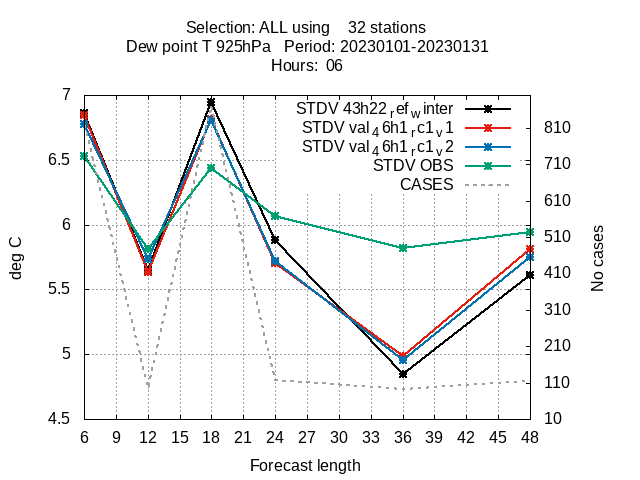 Selection: ALL using    32 stations
Dew point T 925hPa   Period: 20230101-20230131
Hours:  06
7
6.5
6
5.5
5
4.5
deg C
STDV 43h22_ref_winter
STDV val_46h1_rc1_v1
STDV val_46h1_rc1_v2
STDV OBS
CASES
810
710
610
510
410
310
210
110
10
No cases
6 9 12 15 18 21 24 27 30 33 36 39 42 45 48
Forecast length